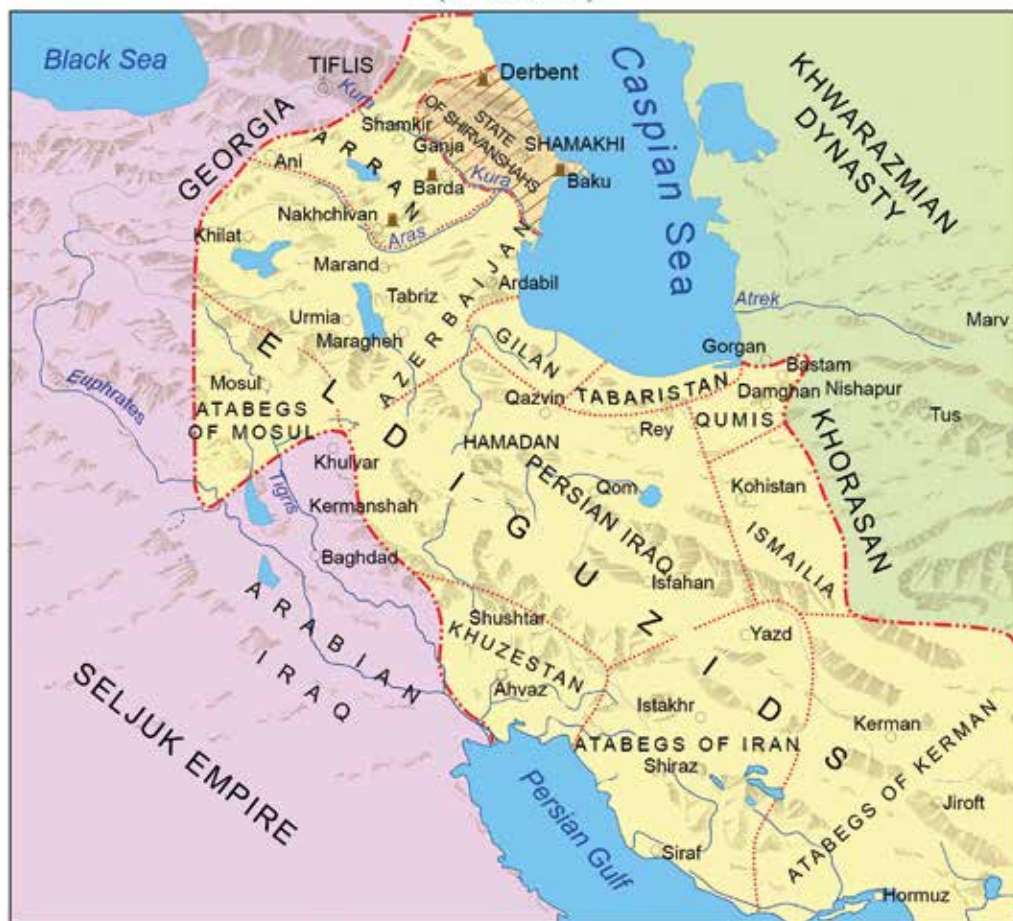 Black Sea
TIFLIS
Kura
Derbent
Caspian Sea
KHWARAZMIAN
DYNASTY
GEORGIA
STATE
OF SHIRVANSHAHS
Shamkir
Ganja
SHAMAKHI
ARRAN
Ani
Barda
Kura
Baku
Nakhchivan
Aras
Khilat
Marand
Ardabil
AZERBAIJAN
Tabriz
Urmia
Maragheh
Atrek
Marv
GILAN
Gorgan
Bastam
Mosul
ATABEGS
OF MOSUL
Euphrates
Qazvin
TABARISTAN
Damghan
Nishapur
QUMIS
Tus
Rey
ELDIGUZIDS
HAMADAN
PERSIAN IRAQ
KHORASAN
Khulvar
Tigris
Kermanshah
Qom
Kohistan
ISMAILIA
Baghdad
Isfahan
ARABIAN
IRAQ
Shushtar
KHUZESTAN
Yazd
SELJUK EMPIRE
Ahvaz
Istakhr
Kerman
ATABEGS OF IRAN
Shiraz
ATABEGS OF KERMAN
Persian Gulf
Jiroft
Siraf
Hormuz